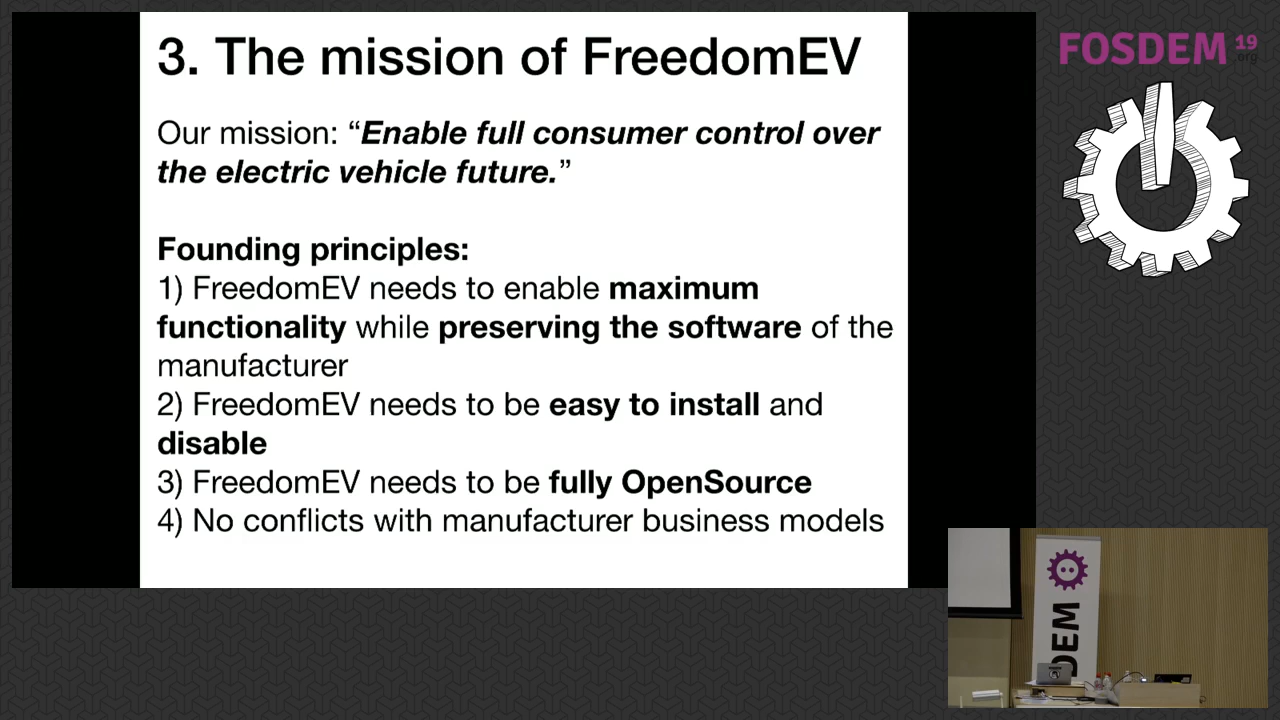 3. The mission of FreedomEV
Our mission: “Enable full consumer control over
the electric vehicle future.”
Founding principles:
1) FreedomEV needs to enable maximum
functionality while preserving the software of the
manufacturer
2) FreedomEV needs to be easy to install and
disable
3) FreedomEV needs to be fully OpenSource
4) No conflicts with manufacturer business models
FOSDEM 19
.org
DEM